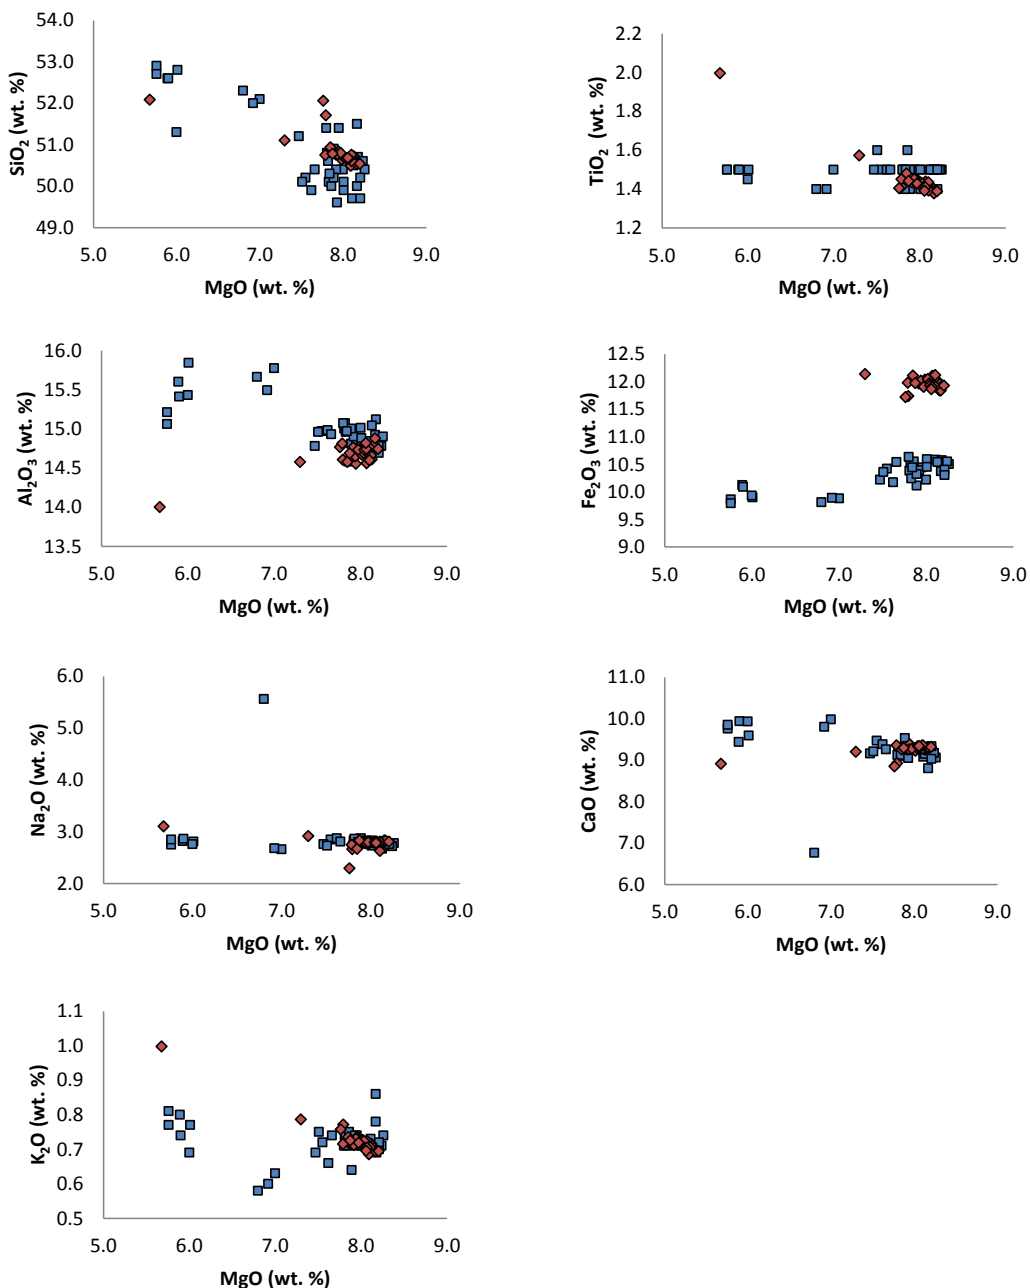 54.0
53.0
52.0
51.0
50.0
49.0
SiO₂ (wt. %)
5.0 6.0 7.0 8.0 9.0
MgO (wt. %)
2.2
2.0
1.8
1.6
1.4
1.2
TiO₂ (wt. %)
5.0 6.0 7.0 8.0 9.0
MgO (wt. %)
16.0
15.5
15.0
14.5
14.0
13.5
Al₂O₃ (wt. %)
5.0 6.0 7.0 8.0 9.0
MgO (wt. %)
12.5
12.0
11.5
11.0
10.5
10.0
9.5
9.0
Fe₂O₃ (wt. %)
5.0 6.0 7.0 8.0 9.0
MgO (wt. %)
6.0
5.0
4.0
3.0
2.0
Na₂O (wt. %)
5.0 6.0 7.0 8.0 9.0
MgO (wt. %)
11.0
10.0
9.0
8.0
7.0
6.0
CaO (wt. %)
5.0 6.0 7.0 8.0 9.0
MgO (wt. %)
1.1
1.0
0.9
0.8
0.7
0.6
0.5
K₂O (wt. %)
5.0 6.0 7.0 8.0 9.0
MgO (wt. %)